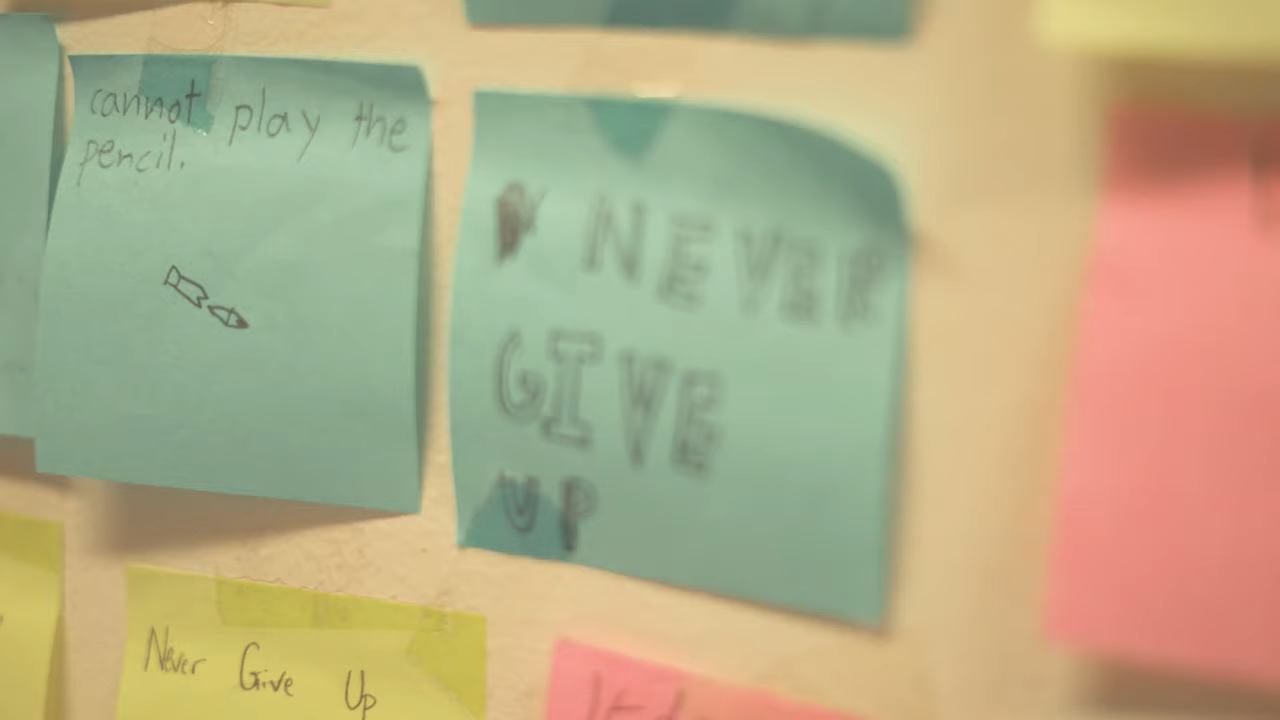 cannot play the
pencil.
NEVER
GIVE
UP
Never Give Up